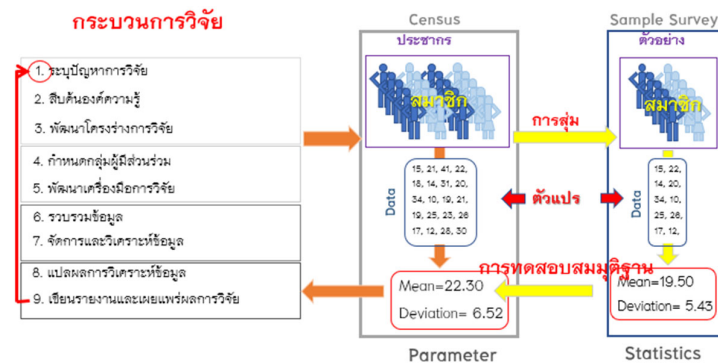 กระบวนการวิจัย
1. ระบุปัญหาการวิจัย
2. สืบค้นองค์ความรู้
3. พัฒนาโครงร่างการวิจัย
4. กำหนดกลุ่มผู้มีส่วนร่วม
5. พัฒนาเครื่องมือการวิจัย
6. รวบรวมข้อมูล
7. จัดการและวิเคราะห์ข้อมูล
8. แปลผลการวิเคราะห์ข้อมูล
9. เขียนรายงานและเผยแพร่ผลการวิจัย
Census
ประชากร
สมาชิก
Data
15, 21, 41, 22,
18, 14, 31, 20,
34, 10, 19, 21,
19, 25, 23, 26
17, 12, 28, 30
Mean=22.30
Deviation= 6.52
Parameter
การสุ่ม
ตัวแปร
การทดสอบสมมุติฐาน
Sample Survey
ตัวอย่าง
สมาชิก
Data
15, 22,
14, 20,
34, 10,
25, 26,
17, 12,
Mean=19.50
Deviation= 5.43
Statistics